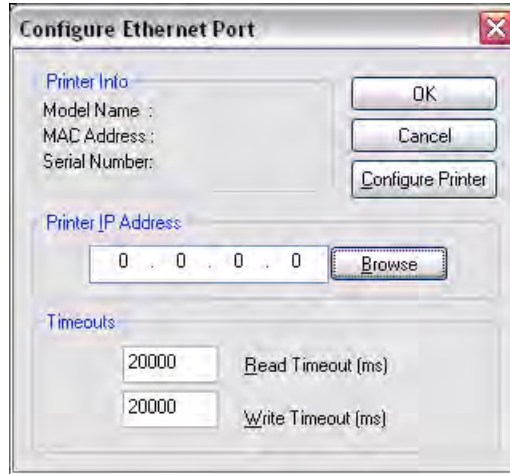 Configure Ethernet Port
Printer Info
Model Name :
MAC Address :
Serial Number:
OK
Cancel
Configure Printer
Printer IP Address
0 . 0 . 0 . 0
Browse
Timeouts
20000 Read Timeout (ms)
20000 Write Timeout (ms)